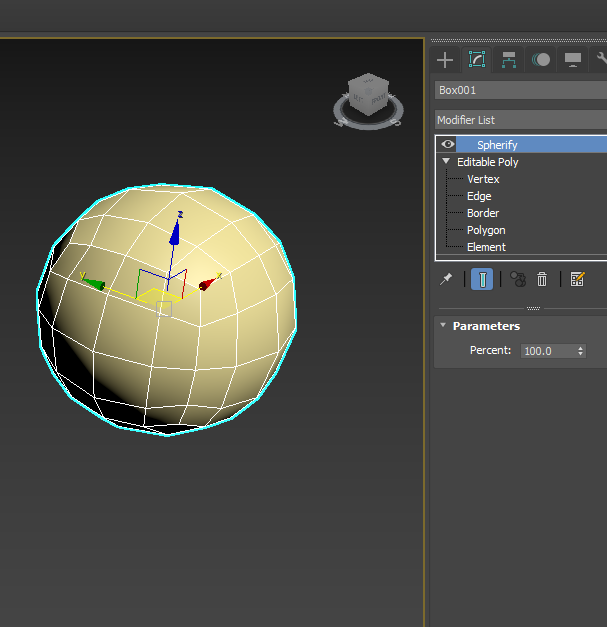 Box001
Modifier List
Spherify
Editable Poly
Vertex
Edge
Border
Polygon
Element
z
y
x
Parameters
Percent: 100.0